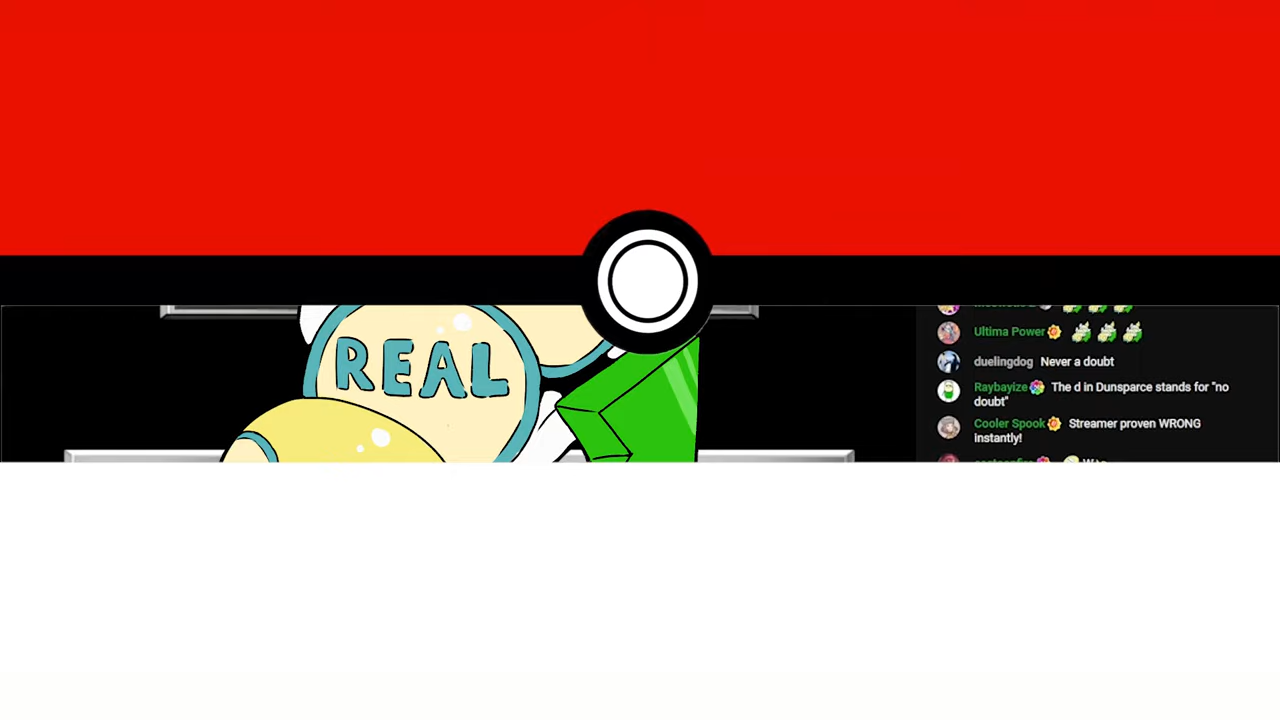 REAL
Ultima Power
duelingdog Never a doubt
Raybayize The d in Dunsparce stands for "no
doubt"
Cooler Spook Streamer proven WRONG
instantly!